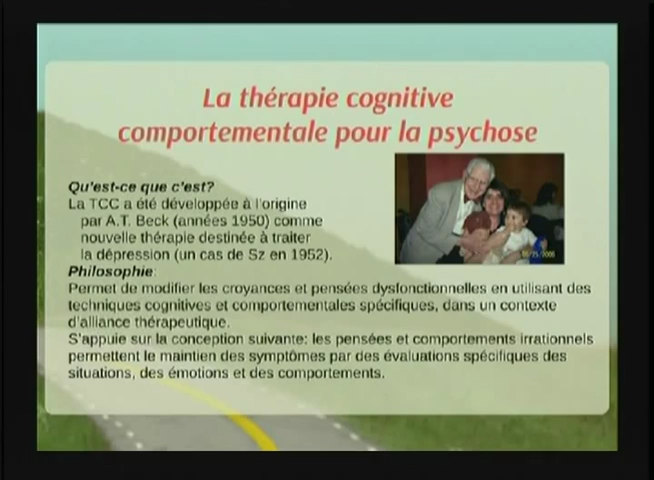 La thérapie cognitive
comportementale pour la psychose
Qu'est-ce que c'est?
La TCC a été développée à l'origine
par A.T. Beck (années 1950) comme
nouvelle thérapie destinée à traiter
la dépression (un cas de Sz en 1952).
Philosophie:
Permet de modifier les croyances et pensées dysfonctionnelles en utilisant des
techniques cognitives et comportementales spécifiques, dans un contexte
d'alliance thérapeutique.
S'appuie sur la conception suivante: les pensées et comportements irrationnels
permettent le maintien des symptômes par des évaluations spécifiques des
situations, des émotions et des comportements.